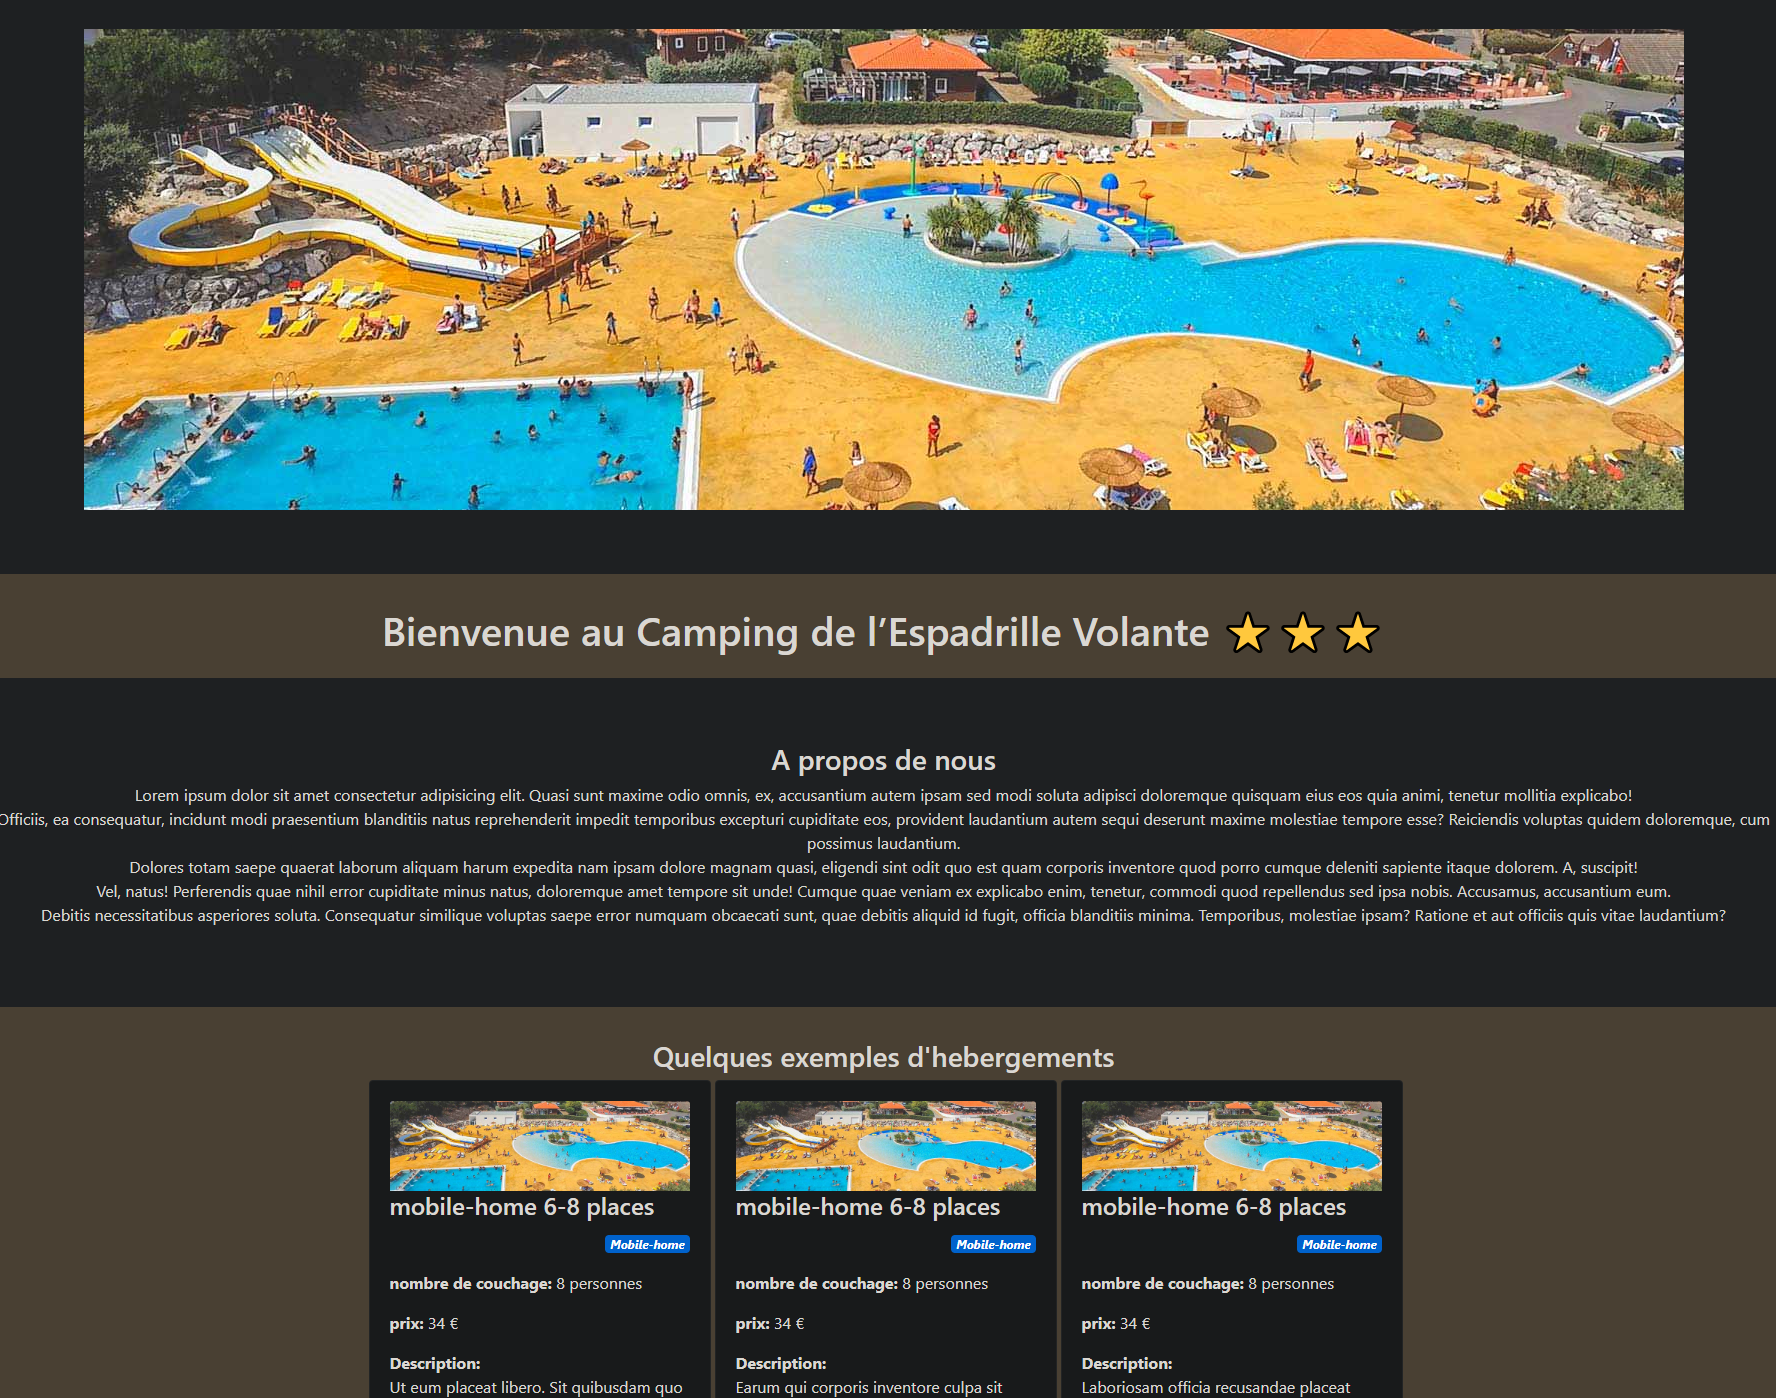 Bienvenue au Camping de l’Espadrille Volante ⭐ ⭐ ⭐
A propos de nous
Lorem ipsum dolor sit amet consectetur adipisicing elit. Quasi sunt maxime odio omnis, ex, accusantium autem ipsam sed modi soluta adipisci doloremque quisquam eius eos quia animi, tenetur mollitia explicabo!
Officiis, ea consequatur, incidunt modi praesentium blanditiis natus reprehenderit impedit temporibus excepturi cupiditate eos, provident laudantium autem sequi deserunt maxime molestiae tempore esse? Reiciendis voluptas quidem doloremque, cum
possimus laudantium.
Dolores totam saepe quaerat laborum aliquam harum expedita nam ipsam dolore magnam quasi, eligendi sint odit quo est quam corporis inventore quod porro cumque deleniti sapiente itaque dolorem. A, suscipit!
Vel, natus! Perferendis quae nihil error cupiditate minus natus, doloremque amet tempore sit unde! Cumque quae veniam ex explicabo enim, tenetur, commodi quod repellendus sed ipsa nobis. Accusamus, accusantium eum.
Debitis necessitatibus asperiores soluta. Consequatur similique voluptas saepe error numquam obcaecati sunt, quae debitis aliquid id fugit, officia blanditiis minima. Temporibus, molestiae ipsam? Ratione et aut officiis quis vitae laudantium?
Quelques exemples d'hebergements
mobile-home 6-8 places
Mobile-home
nombre de couchage: 8 personnes
prix: 34 €
Description:
Ut eum placeat libero. Sit quibusdam quo
mobile-home 6-8 places
Mobile-home
nombre de couchage: 8 personnes
prix: 34 €
Description:
Earum qui corporis inventore culpa sit
mobile-home 6-8 places
Mobile-home
nombre de couchage: 8 personnes
prix: 34 €
Description:
Laboriosam officia recusandae placeat